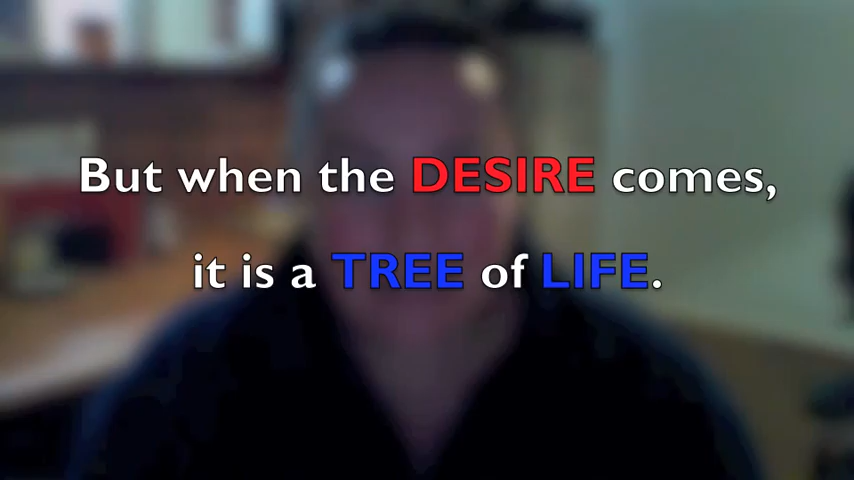 But when the DESIRE comes,
it is a TREE of LIFE.